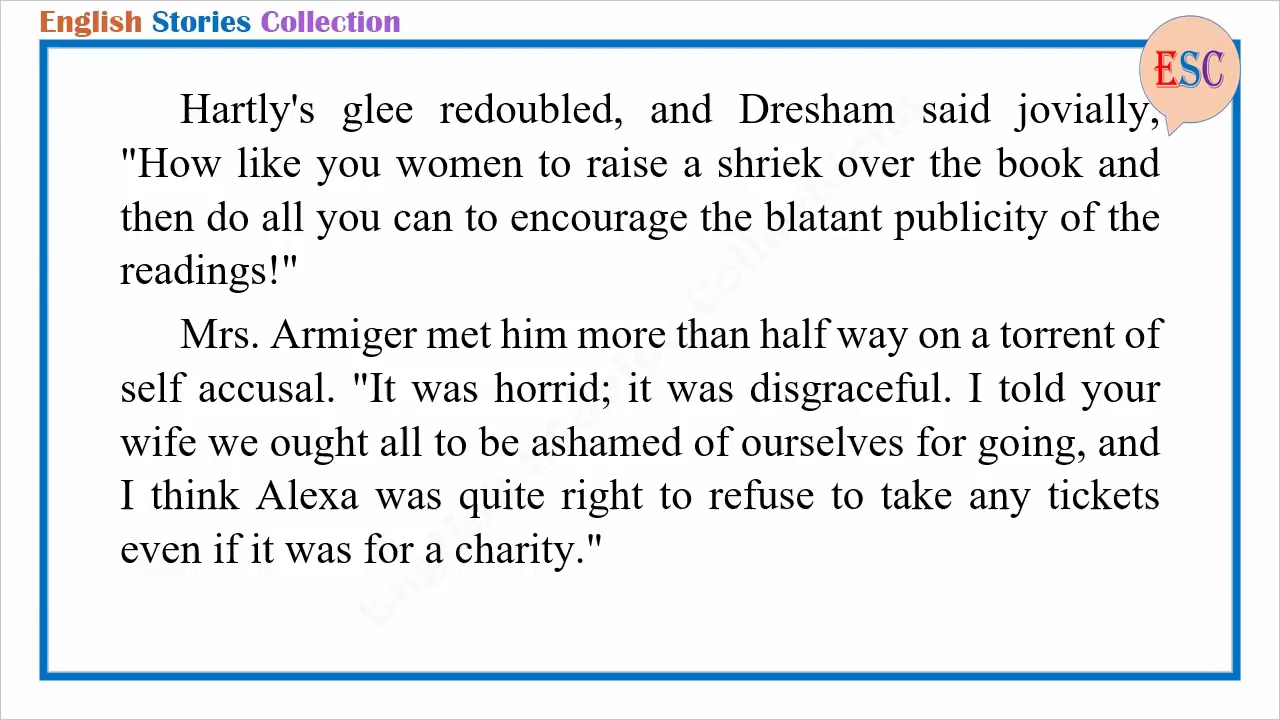 English Stories Collection
ESC
Hartly's glee redoubled, and Dresham said jovially,
"How like you women to raise a shriek over the book and
then do all you can to encourage the blatant publicity of the
readings!"
Mrs. Armiger met him more than half way on a torrent of
self accusal. "It was horrid; it was disgraceful. I told your
wife we ought all to be ashamed of ourselves for going, and
I think Alexa was quite right to refuse to take any tickets
even if it was for a charity."
English Stories Collections